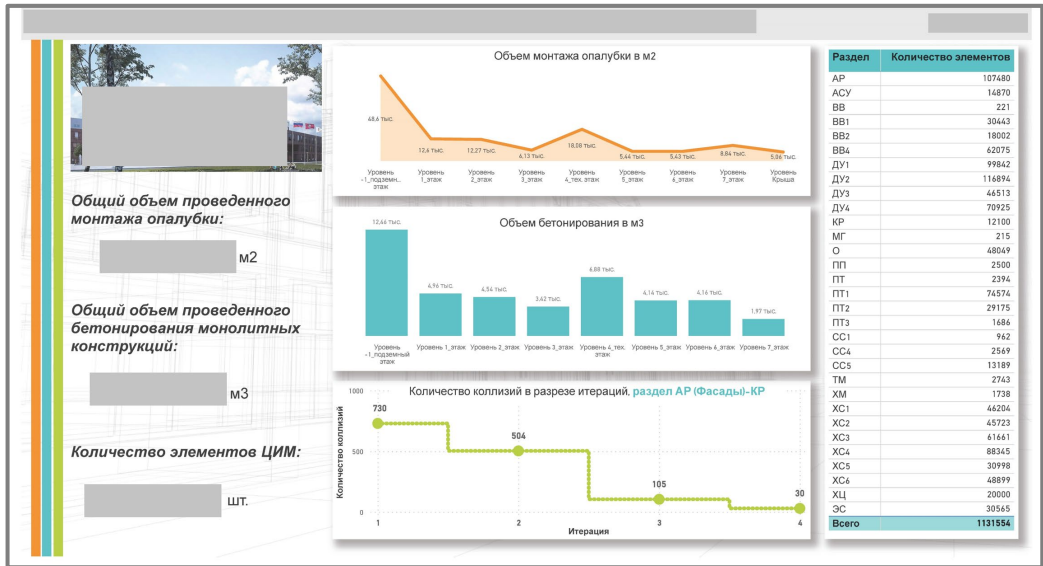 Общий объем проведенного
монтажа опалубки:
м2
Общий объем проведенного
бетонирования монолитных
конструкций:
м3
Количество элементов ЦИМ:
шт.
Объем монтажа опалубки в м2
48,6 тыс.
12,6 тыс.
12,27 тыс.
6,13 тыс.
18,08 тыс.
5,44 тыс.
5,43 тыс.
8,84 тыс.
5,06 тыс.
Уровень -1_подземн... этаж
Уровень 1_этаж
Уровень 2_этаж
Уровень 3_этаж
Уровень 4_тех. этаж
Уровень 5_этаж
Уровень 6_этаж
Уровень 7_этаж
Уровень Крыша
Объем бетонирования в м3
12,66 тыс.
4,96 тыс.
4,54 тыс.
3,42 тыс.
6,88 тыс.
4,14 тыс.
4,16 тыс.
1,97 тыс.
Уровень -1_подземный этаж
Уровень 1_этаж
Уровень 2_этаж
Уровень 3_этаж
Уровень 4_тех. этаж
Уровень 5_этаж
Уровень 6_этаж
Уровень 7_этаж
Количество коллизий в разрезе итераций, раздел АР (Фасады)-КР
Количество коллизий
1000
500
0
730
504
105
30
1 2 3 4
Итерация
Раздел Количество элементов
АР 107480
АСУ 14870
ВВ 221
ВВ1 30443
ВВ2 18002
ВВ4 62075
ДУ1 99842
ДУ2 116894
ДУ3 46513
ДУ4 70925
КР 12100
МГ 215
О 48049
ПП 2500
ПТ 2394
ПТ1 74574
ПТ2 29175
ПТ3 1686
СС1 962
СС4 2569
СС5 13189
ТМ 2743
ХМ 1738
ХС1 46204
ХС2 45723
ХС3 61661
ХС4 88345
ХС5 30998
ХС6 48899
ХЦ 20000
ЭС 30565
Всего 1131554